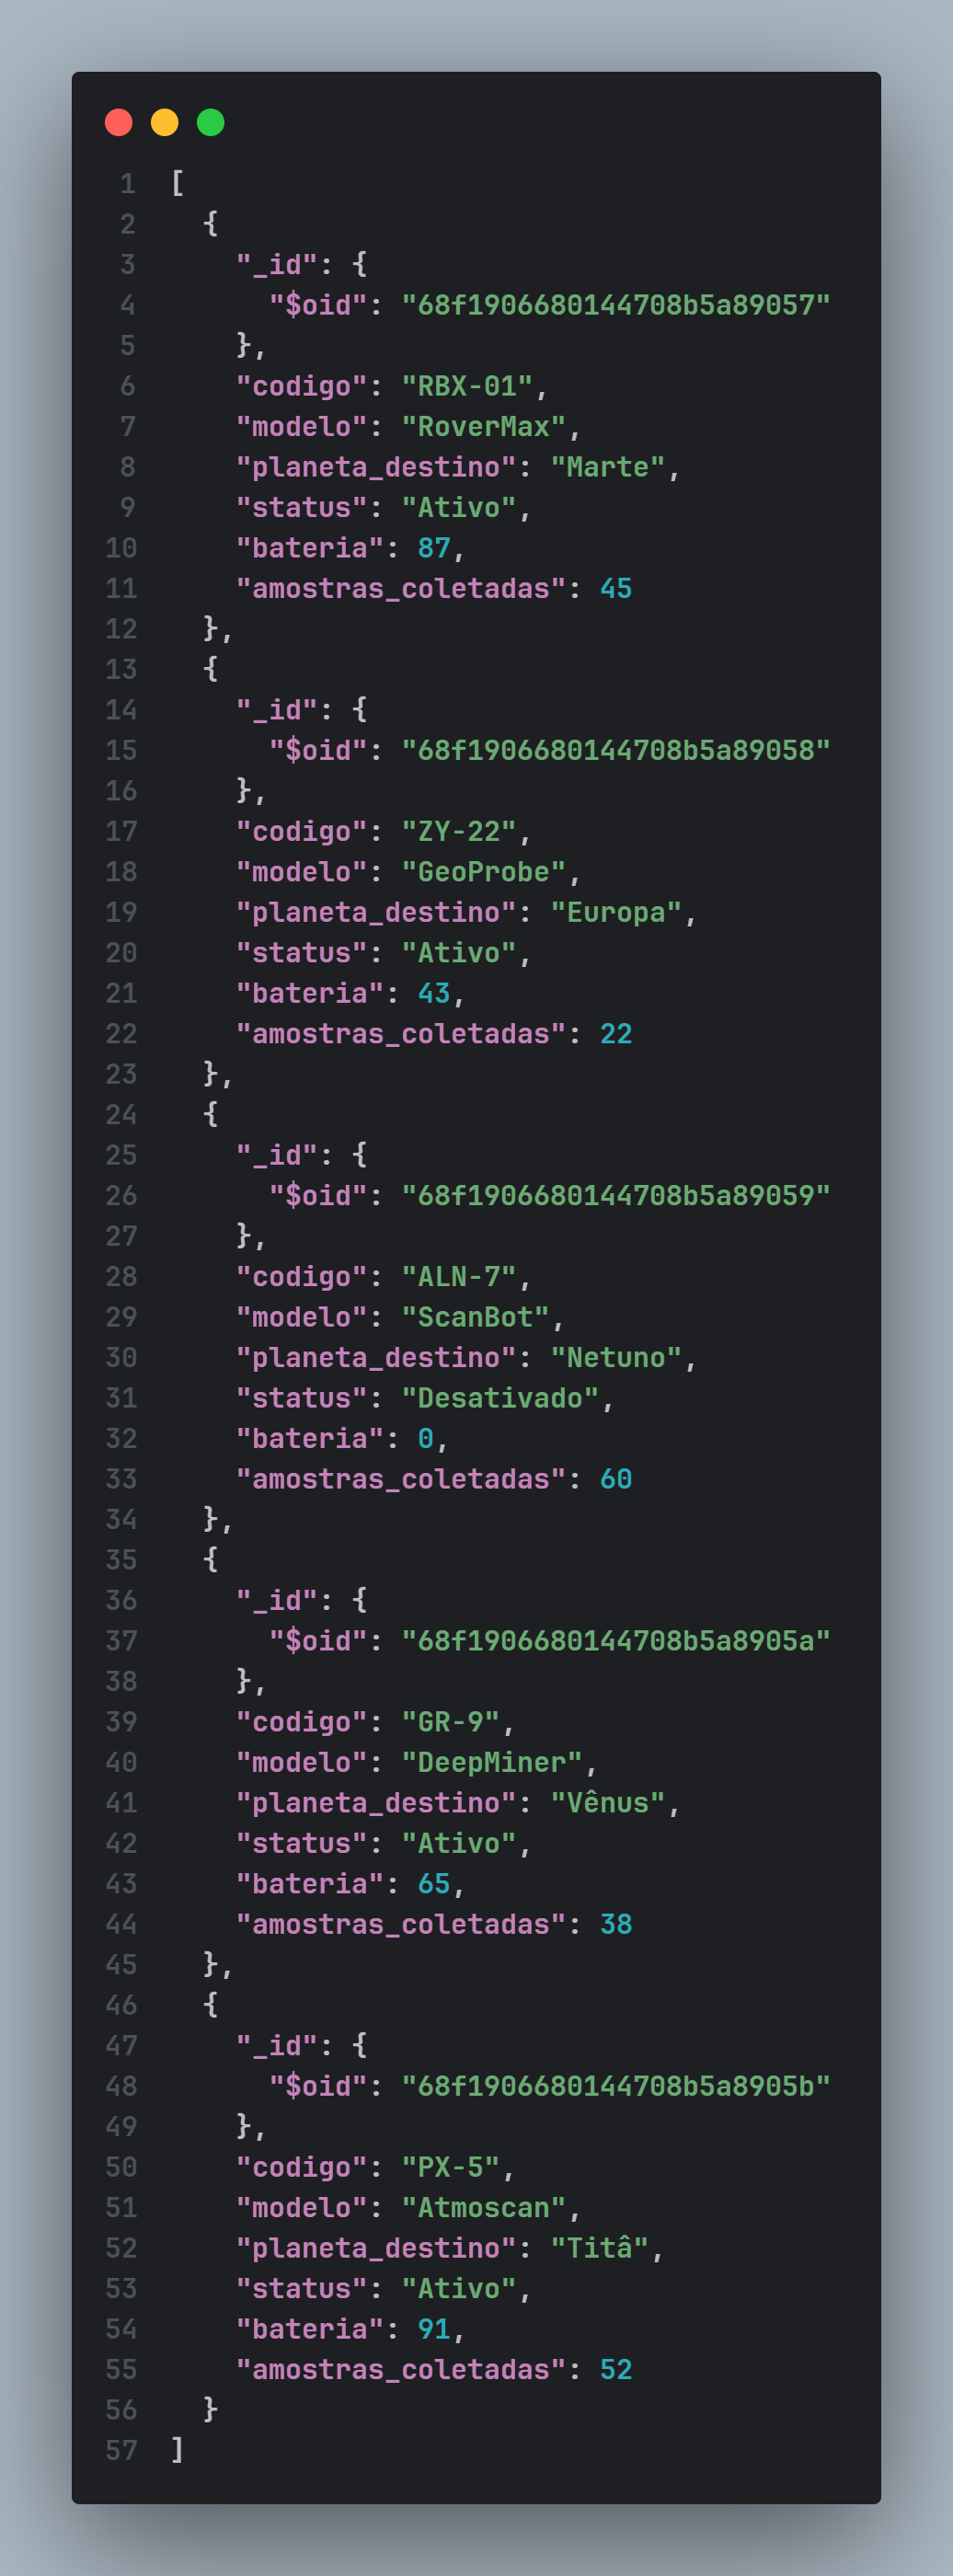 1 [
2   {
3     "_id": {
4       "$oid": "68f1906680144708b5a89057"
5     },
6     "codigo": "RBX-01",
7     "modelo": "RoverMax",
8     "planeta_destino": "Marte",
9     "status": "Ativo",
10     "bateria": 87,
11     "amostras_coletadas": 45
12   },
13   {
14     "_id": {
15       "$oid": "68f1906680144708b5a89058"
16     },
17     "codigo": "ZY-22",
18     "modelo": "GeoProbe",
19     "planeta_destino": "Europa",
20     "status": "Ativo",
21     "bateria": 43,
22     "amostras_coletadas": 22
23   },
24   {
25     "_id": {
26       "$oid": "68f1906680144708b5a89059"
27     },
28     "codigo": "ALN-7",
29     "modelo": "ScanBot",
30     "planeta_destino": "Netuno",
31     "status": "Desativado",
32     "bateria": 0,
33     "amostras_coletadas": 60
34   },
35   {
36     "_id": {
37       "$oid": "68f1906680144708b5a8905a"
38     },
39     "codigo": "GR-9",
40     "modelo": "DeepMiner",
41     "planeta_destino": "Vênus",
42     "status": "Ativo",
43     "bateria": 65,
44     "amostras_coletadas": 38
45   },
46   {
47     "_id": {
48       "$oid": "68f1906680144708b5a8905b"
49     },
50     "codigo": "PX-5",
51     "modelo": "Atmoscan",
52     "planeta_destino": "Titâ",
53     "status": "Ativo",
54     "bateria": 91,
55     "amostras_coletadas": 52
56   }
57 ]